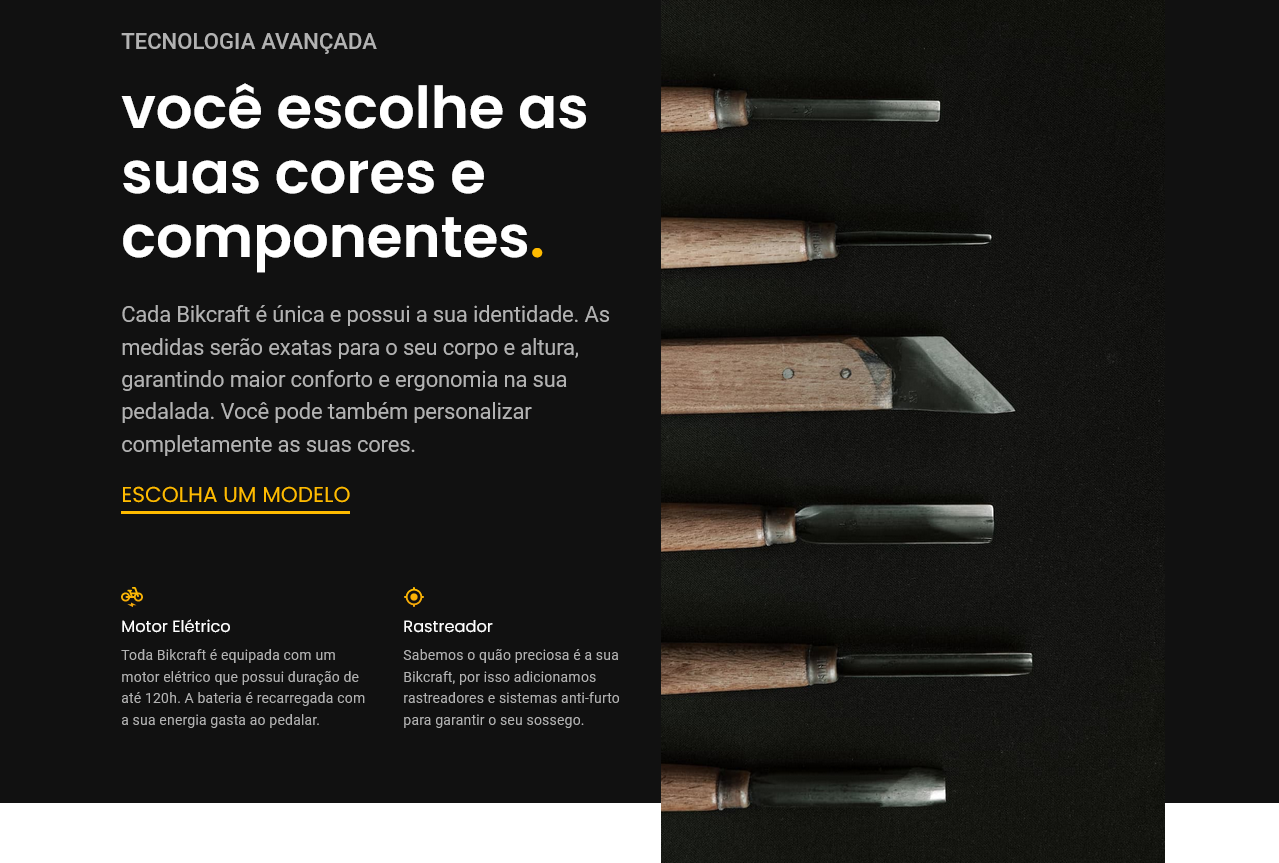 TECNOLOGIA AVANÇADA
você escolhe as
suas cores e
componentes.
Cada Bikcraft é única e possui a sua identidade. As
medidas serão exatas para o seu corpo e altura,
garantindo maior conforto e ergonomia na sua
pedalada. Você pode também personalizar
completamente as suas cores.
ESCOLHA UM MODELO
Motor Elétrico
Toda Bikcraft é equipada com um
motor elétrico que possui duração de
até 120h. A bateria é recarregada com
a sua energia gasta ao pedalar.
Rastreador
Sabemos o quão preciosa é a sua
Bikcraft, por isso adicionamos
rastreadores e sistemas anti-furto
para garantir o seu sossego.